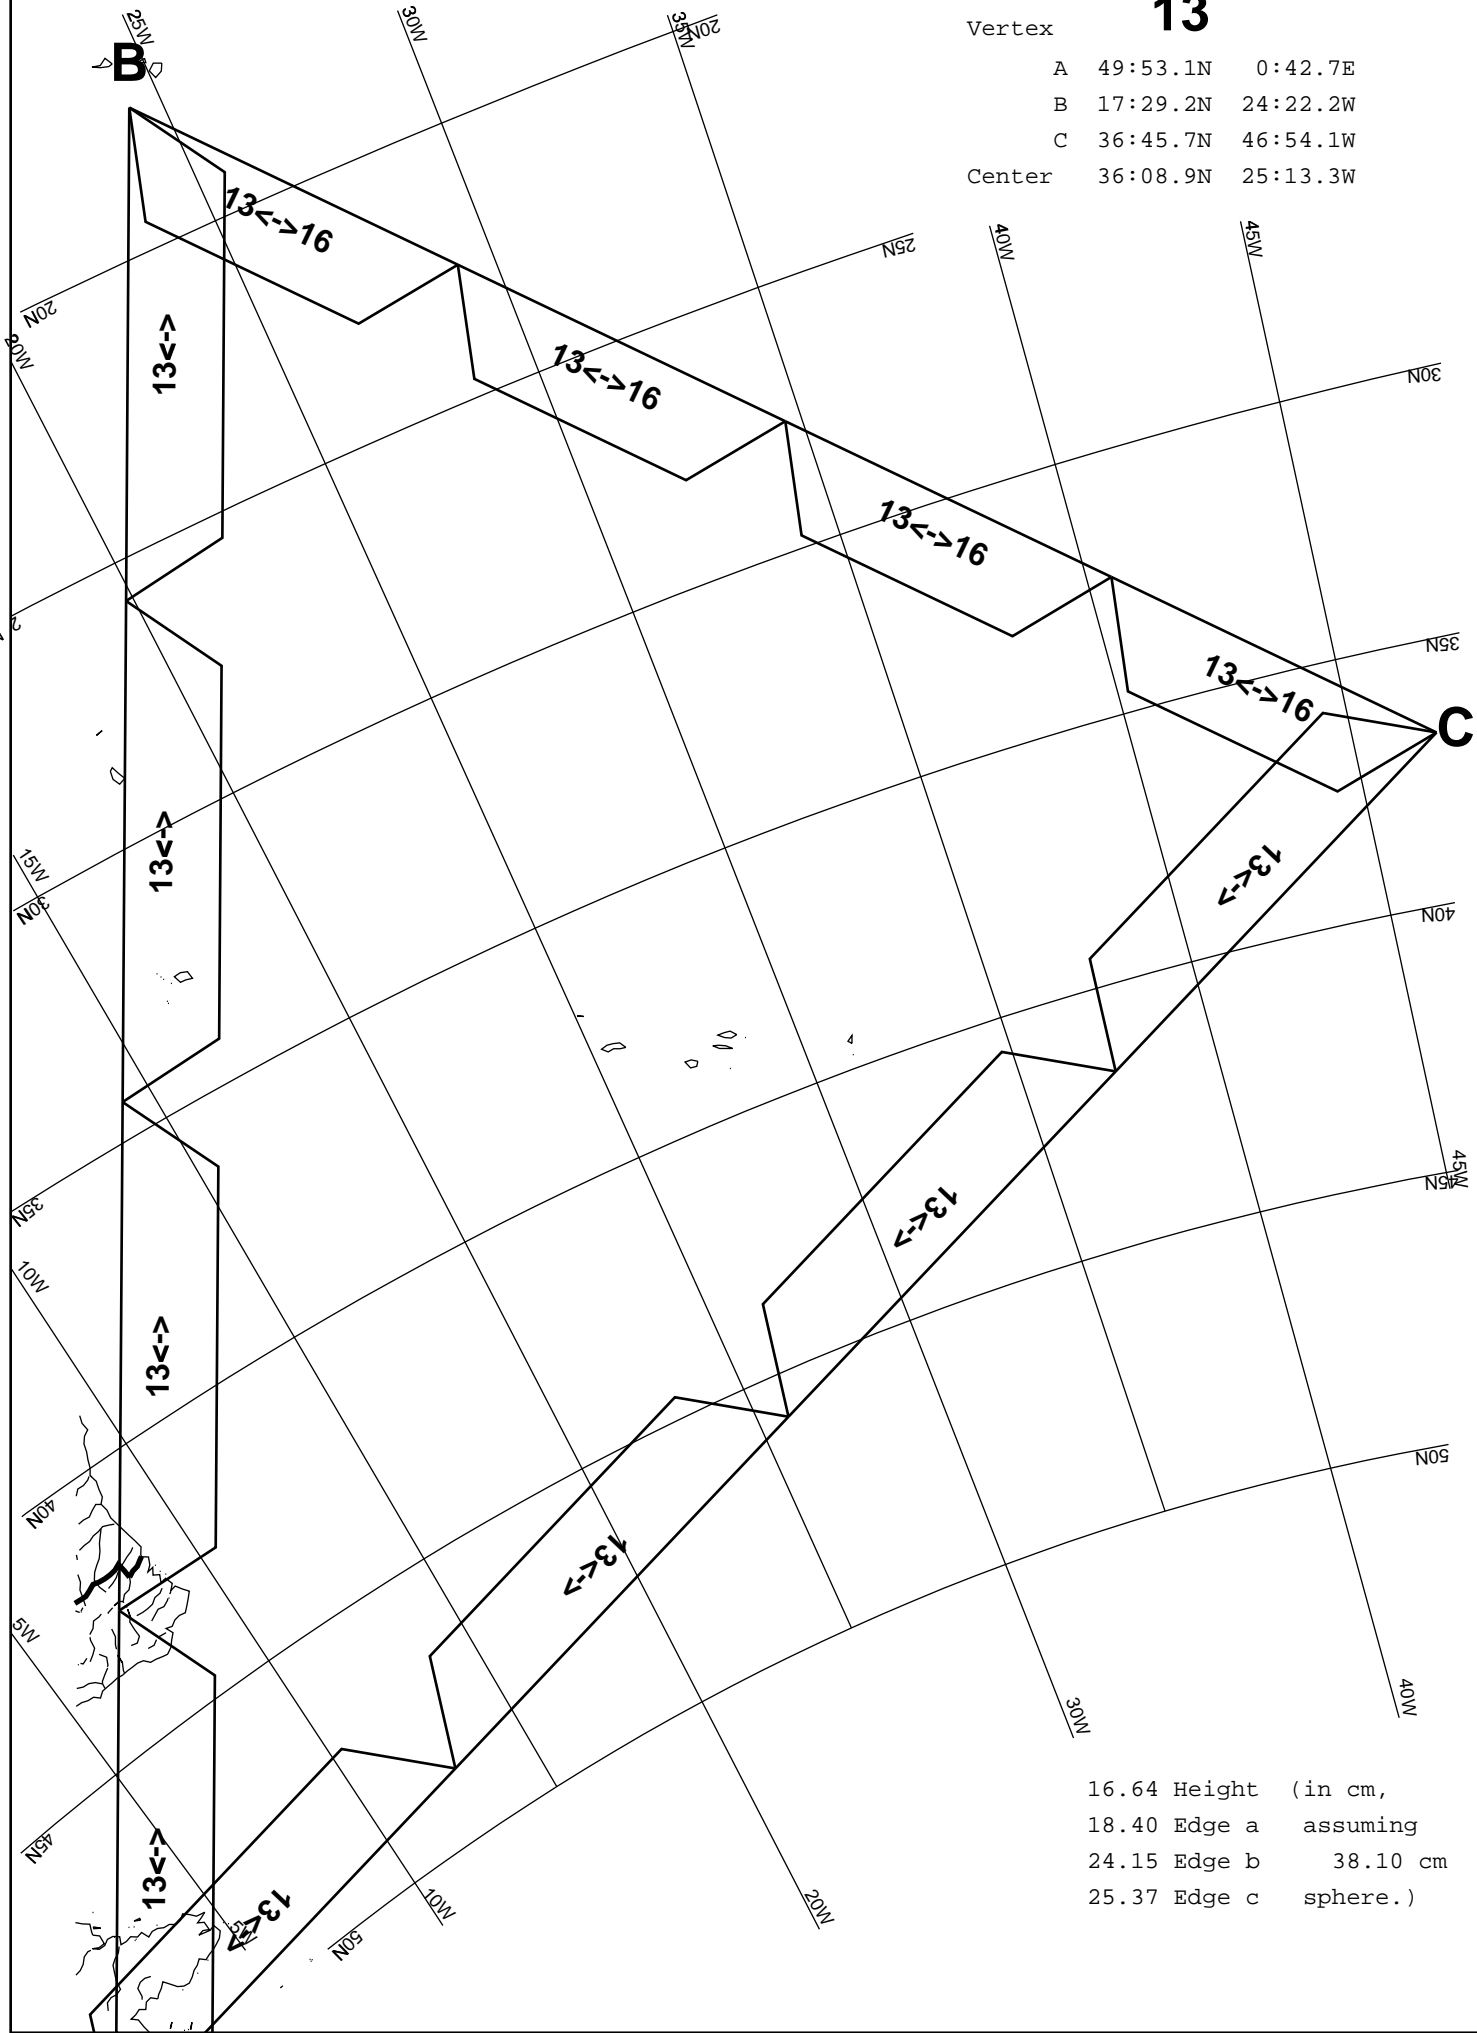 13
Vertex
A 49:53.1N 0:42.7E
B 17:29.2N 24:22.2W
C 36:45.7N 46:54.1W
Center 36:08.9N 25:13.3W
25W
30W
35W
20N
B
13<->16
25N
40W
45W
20N
20W
13<->
13<->16
30N
13<->16
35N
13<->16
C
2
15W
30N
13<->
13<->
40N
35N
10W
13<->
45W
45N
13<->
40N
50N
5W
13<->
30W
40W
45N
13<->
5W
13<->
50N
10W
20W
16.64 Height (in cm,
18.40 Edge a assuming
24.15 Edge b 38.10 cm
25.37 Edge c sphere.)